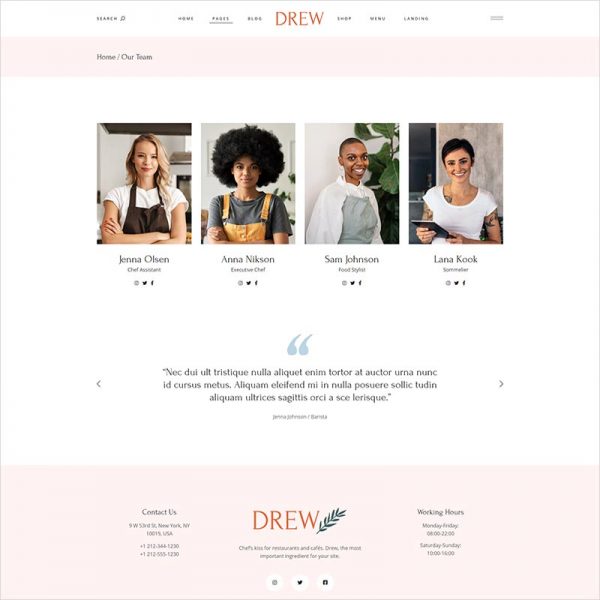 SEARCH
HOME PAGES BLOG DREW SHOP MENU LANDING
Home / Our Team
Jenna Olsen
Chef Assistant
Anna Nikson
Executive Chef
Sam Johnson
Food Stylist
Lana Kook
Sommelier
“Nec dui ult tristique nulla aliquet enim tortor at auctor urna nunc
id cursus metus. Aliquam eleifend mi in nulla posuere sollic tudin
aliquam ultrices sagittis orci a sce lerisque.”
Jenna Johnson / Barista
Contact Us
9 W 53rd St, New York, NY
10019, USA
+1 212-344-1230
+1 212-555-1230
DREW
Chef's kiss for restaurants and cafés. Drew, the most
important ingredient for your site.
Working Hours
Monday-Friday:
08:00-22:00
Saturday-Sunday:
10:00-16:00